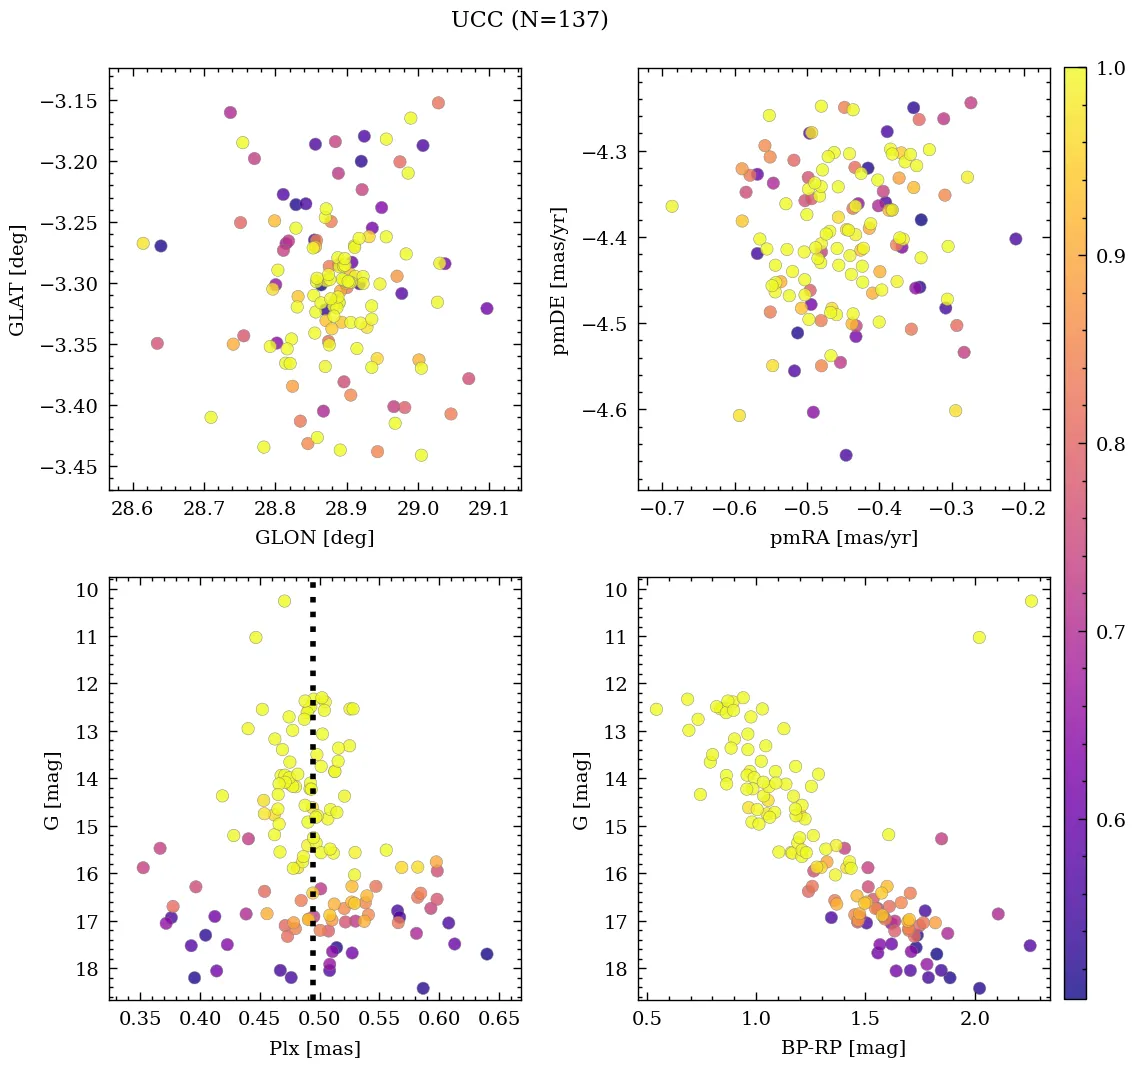 UCC (N=137)
−3.15
−3.20
−3.25
−3.30
−3.35
−3.40
−3.45
GLAT [deg]
28.6 28.7 28.8 28.9 29.0 29.1
GLON [deg]
−4.3
−4.4
−4.5
−4.6
pmDE [mas/yr]
−0.7 −0.6 −0.5 −0.4 −0.3 −0.2
pmRA [mas/yr]
10
11
12
13
14
15
16
17
18
G [mag]
0.35 0.40 0.45 0.50 0.55 0.60 0.65
Plx [mas]
10
11
12
13
14
15
16
17
18
G [mag]
0.5 1.0 1.5 2.0
BP-RP [mag]
1.0
0.9
0.8
0.7
0.6